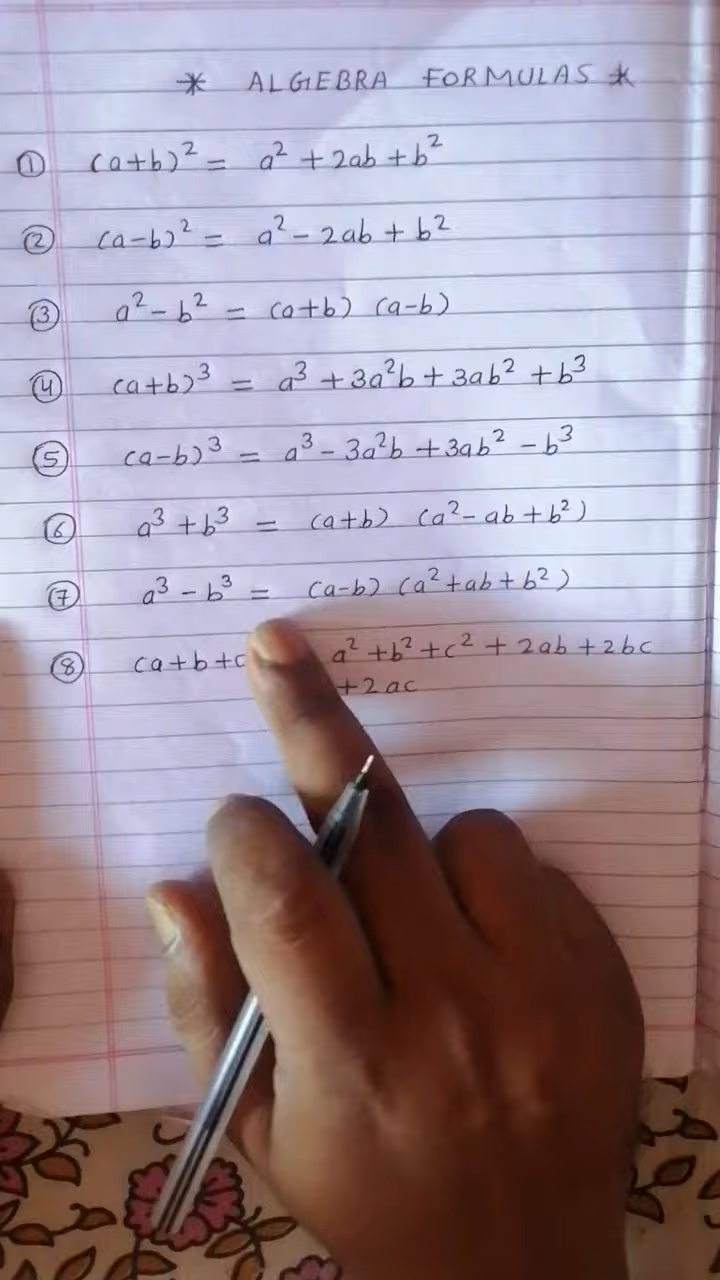 * ALGEBRA FORMULAS *
① (a+b)² = a² + 2ab + b²
② (a-b)² = a² - 2ab + b²
③ a² - b² = (a+b) (a-b)
④ (a+b)³ = a³ + 3a²b + 3ab² + b³
⑤ (a-b)³ = a³ - 3a²b + 3ab² - b³
⑥ a³ + b³ = (a+b) (a² - ab + b²)
⑦ a³ - b³ = (a-b) (a² + ab + b²)
⑧ (a+b+c a² + b² + c² + 2ab + 2bc
+2ac